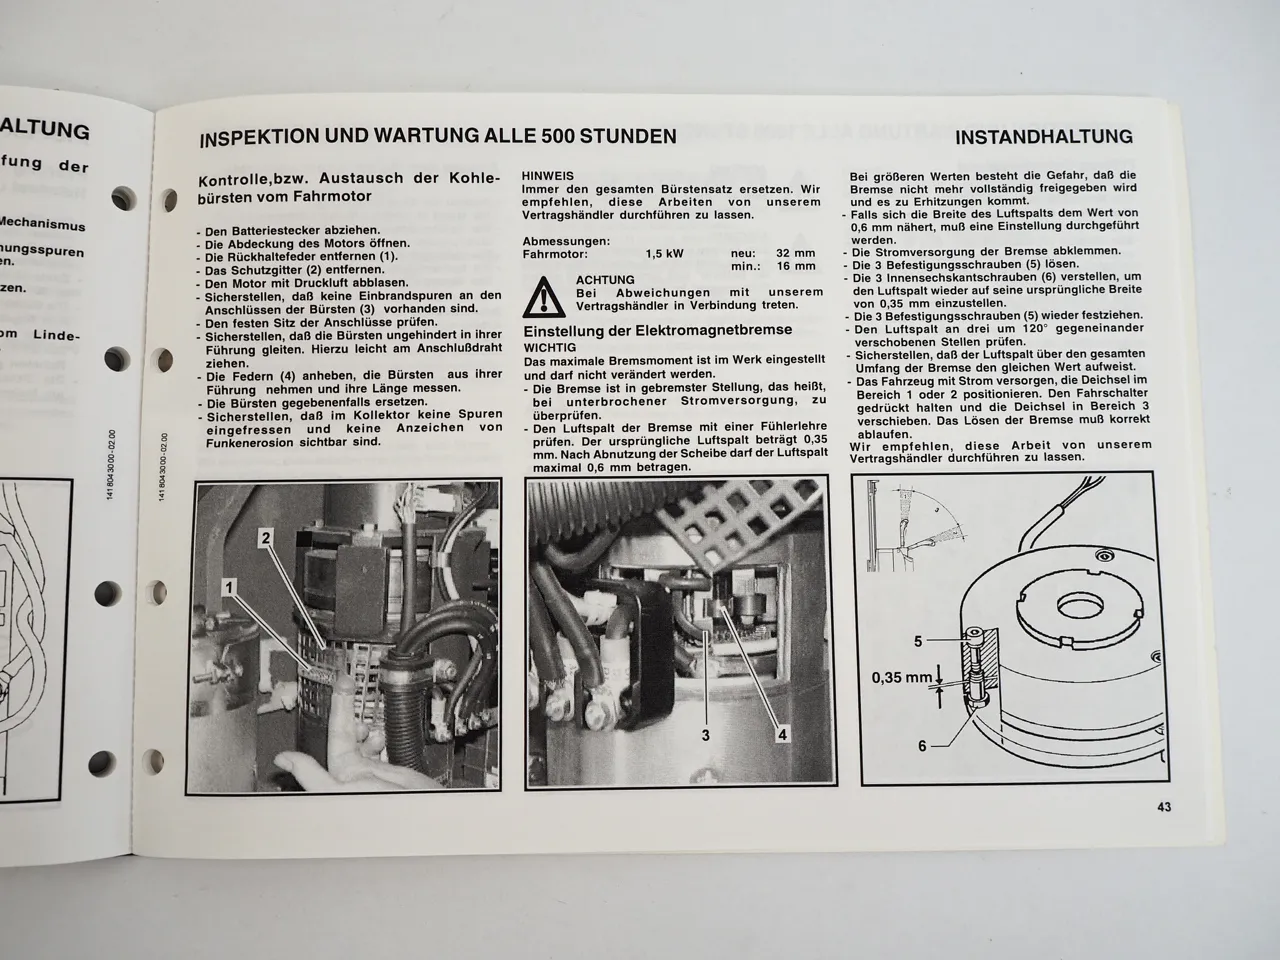 ALTUNG
fung der
Mechanismus
nungsspuren
en.
zen.
om Linde-
141 804 3000-02.00
141 804 3000-02.00
INSPEKTION UND WARTUNG ALLE 500 STUNDEN
INSTANDHALTUNG
Kontrolle,bzw. Austausch der Kohle-
bürsten vom Fahrmotor
- Den Batteriestecker abziehen.
- Die Abdeckung des Motors öffnen.
- Die Rückhaltefeder entfernen (1).
- Das Schutzgitter (2) entfernen.
- Den Motor mit Druckluft abblasen.
- Sicherstellen, daß keine Einbrandspuren an den
Anschlüssen der Bürsten (3) vorhanden sind.
- Den festen Sitz der Anschlüsse prüfen.
- Sicherstellen, daß die Bürsten ungehindert in ihrer
Führung gleiten. Hierzu leicht am Anschlußdraht
ziehen.
- Die Federn (4) anheben, die Bürsten aus ihrer
Führung nehmen und ihre Länge messen.
- Die Bürsten gegebenenfalls ersetzen.
- Sicherstellen, daß im Kollektor keine Spuren
eingefressen und keine Anzeichen von
Funkenerosion sichtbar sind.
HINWEIS
Immer den gesamten Bürstensatz ersetzen. Wir
empfehlen, diese Arbeiten von unserem
Vertragshändler durchführen zu lassen.
Abmessungen:
Fahrmotor: 1,5 kW neu: 32 mm
min.: 16 mm
ACHTUNG
Bei Abweichungen mit unserem
Vertragshändler in Verbindung treten.
Einstellung der Elektromagnetbremse
WICHTIG
Das maximale Bremsmoment ist im Werk eingestellt
und darf nicht verändert werden.
- Die Bremse ist in gebremster Stellung, das heißt,
bei unterbrochener Stromversorgung, zu
überprüfen.
- Den Luftspalt der Bremse mit einer Fühlerlehre
prüfen. Der ursprüngliche Luftspalt beträgt 0,35
mm. Nach Abnutzung der Scheibe darf der Luftspalt
maximal 0,6 mm betragen.
Bei größeren Werten besteht die Gefahr, daß die
Bremse nicht mehr vollständig freigegeben wird
und es zu Erhitzungen kommt.
- Falls sich die Breite des Luftspalts dem Wert von
0,6 mm nähert, muß eine Einstellung durchgeführt
werden.
- Die Stromversorgung der Bremse abklemmen.
- Die 3 Befestigungsschrauben (5) lösen.
- Die 3 Innensechskantschrauben (6) verstellen, um
den Luftspalt wieder auf seine ursprüngliche Breite
von 0,35 mm einzustellen.
- Die 3 Befestigungsschrauben (5) wieder festziehen.
- Den Luftspalt an drei um 120° gegeneinander
verschobenen Stellen prüfen.
- Sicherstellen, daß der Luftspalt über den gesamten
Umfang der Bremse den gleichen Wert aufweist.
- Das Fahrzeug mit Strom versorgen, die Deichsel im
Bereich 1 oder 2 positionieren. Den Fahrschalter
gedrückt halten und die Deichsel in Bereich 3
verschieben. Das Lösen der Bremse muß korrekt
ablaufen.
Wir empfehlen, diese Arbeit von unserem
Vertragshändler durchführen zu lassen.
2
1
3
4
5
0,35 mm
6
43